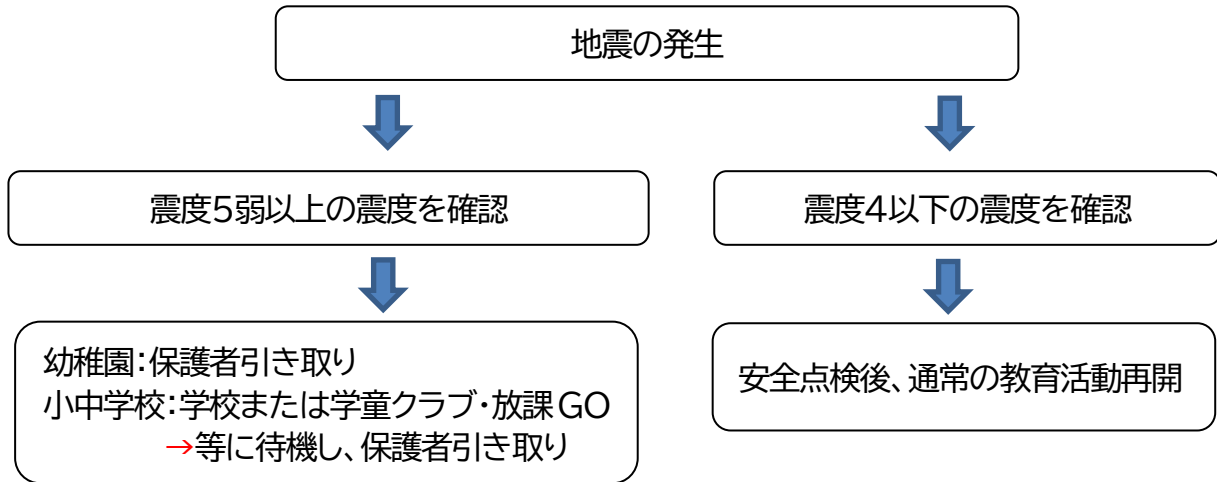 地震の発生
震度5弱以上の震度を確認
震度4以下の震度を確認
幼稚園：保護者引き取り
小中学校：学校または学童クラブ・放課GO
→等に待機し、保護者引き取り
安全点検後、通常の教育活動再開